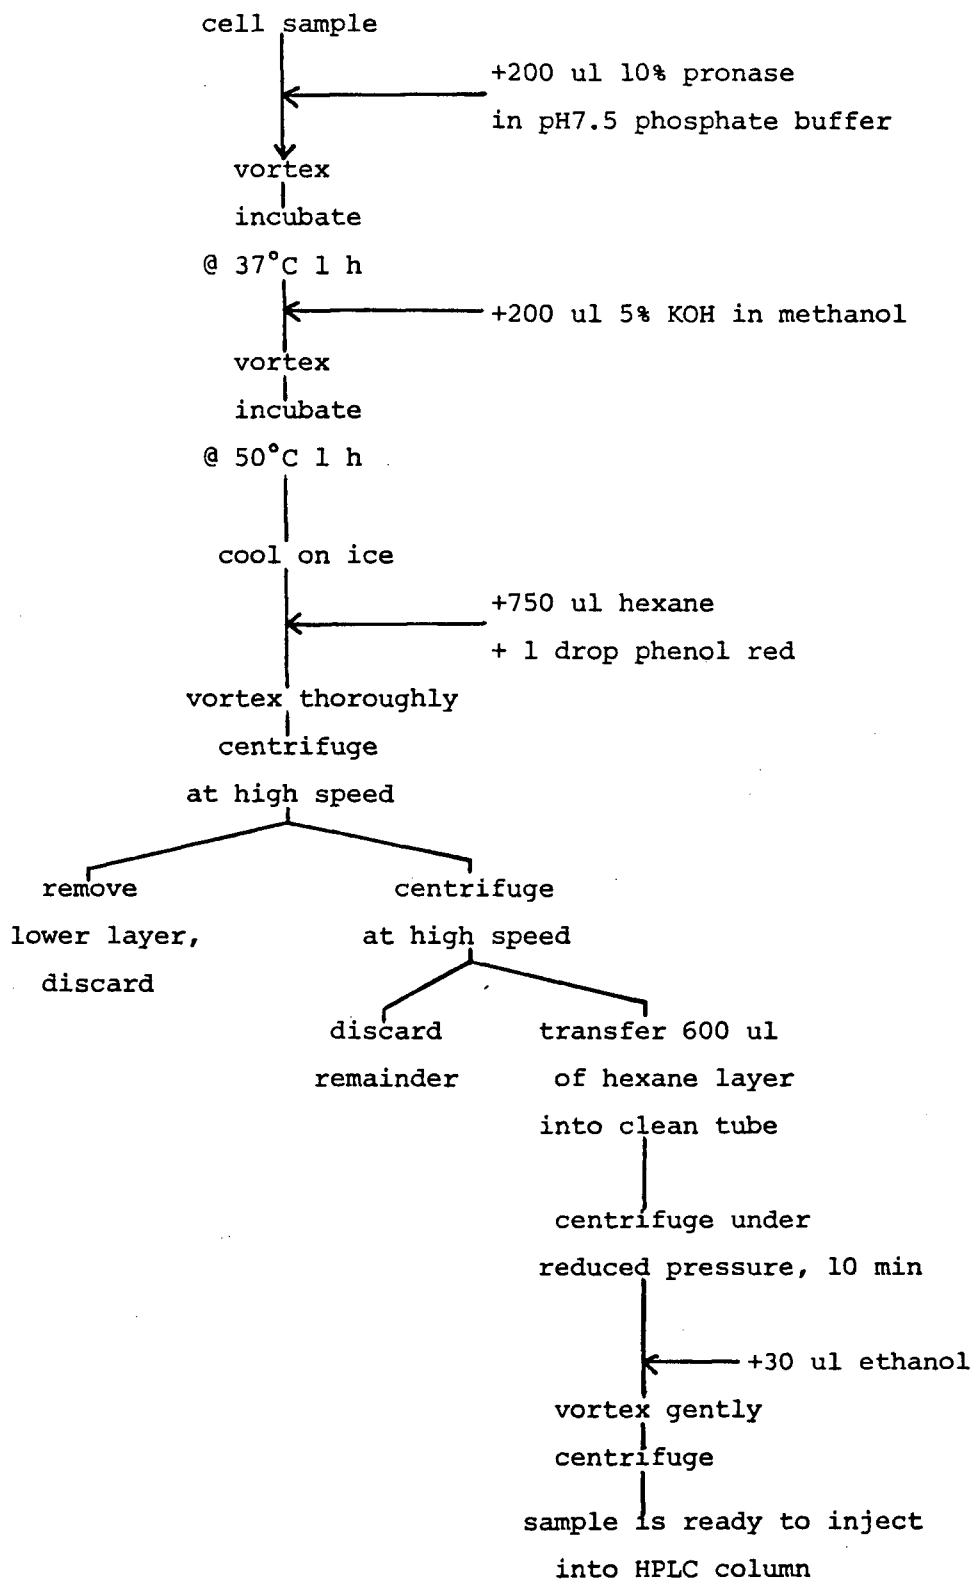 cell sample
+200 ul 10% pronase
in pH7.5 phosphate buffer
vortex
incubate
@ 37°C 1 h
+200 ul 5% KOH in methanol
vortex
incubate
@ 50°C 1 h
cool on ice
+750 ul hexane
+ 1 drop phenol red
vortex thoroughly
centrifuge
at high speed
remove
lower layer,
discard
centrifuge
at high speed
discard
remainder
transfer 600 ul
of hexane layer
into clean tube
centrifuge under
reduced pressure, 10 min
+30 ul ethanol
vortex gently
centrifuge
sample is ready to inject
into HPLC column